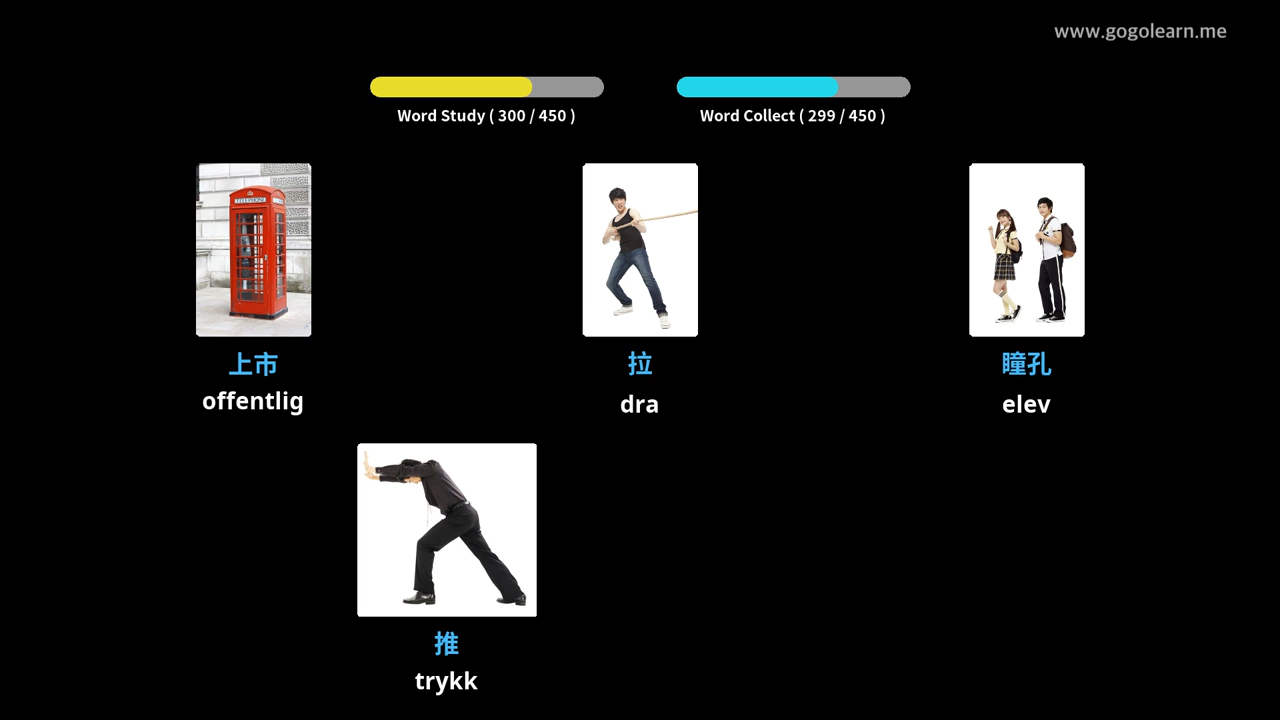 www.gogolearn.me
Word Study ( 300 / 450 )
Word Collect ( 299 / 450 )
TELEPHONE
上市
offentlig
拉
dra
瞳孔
elev
推
trykk